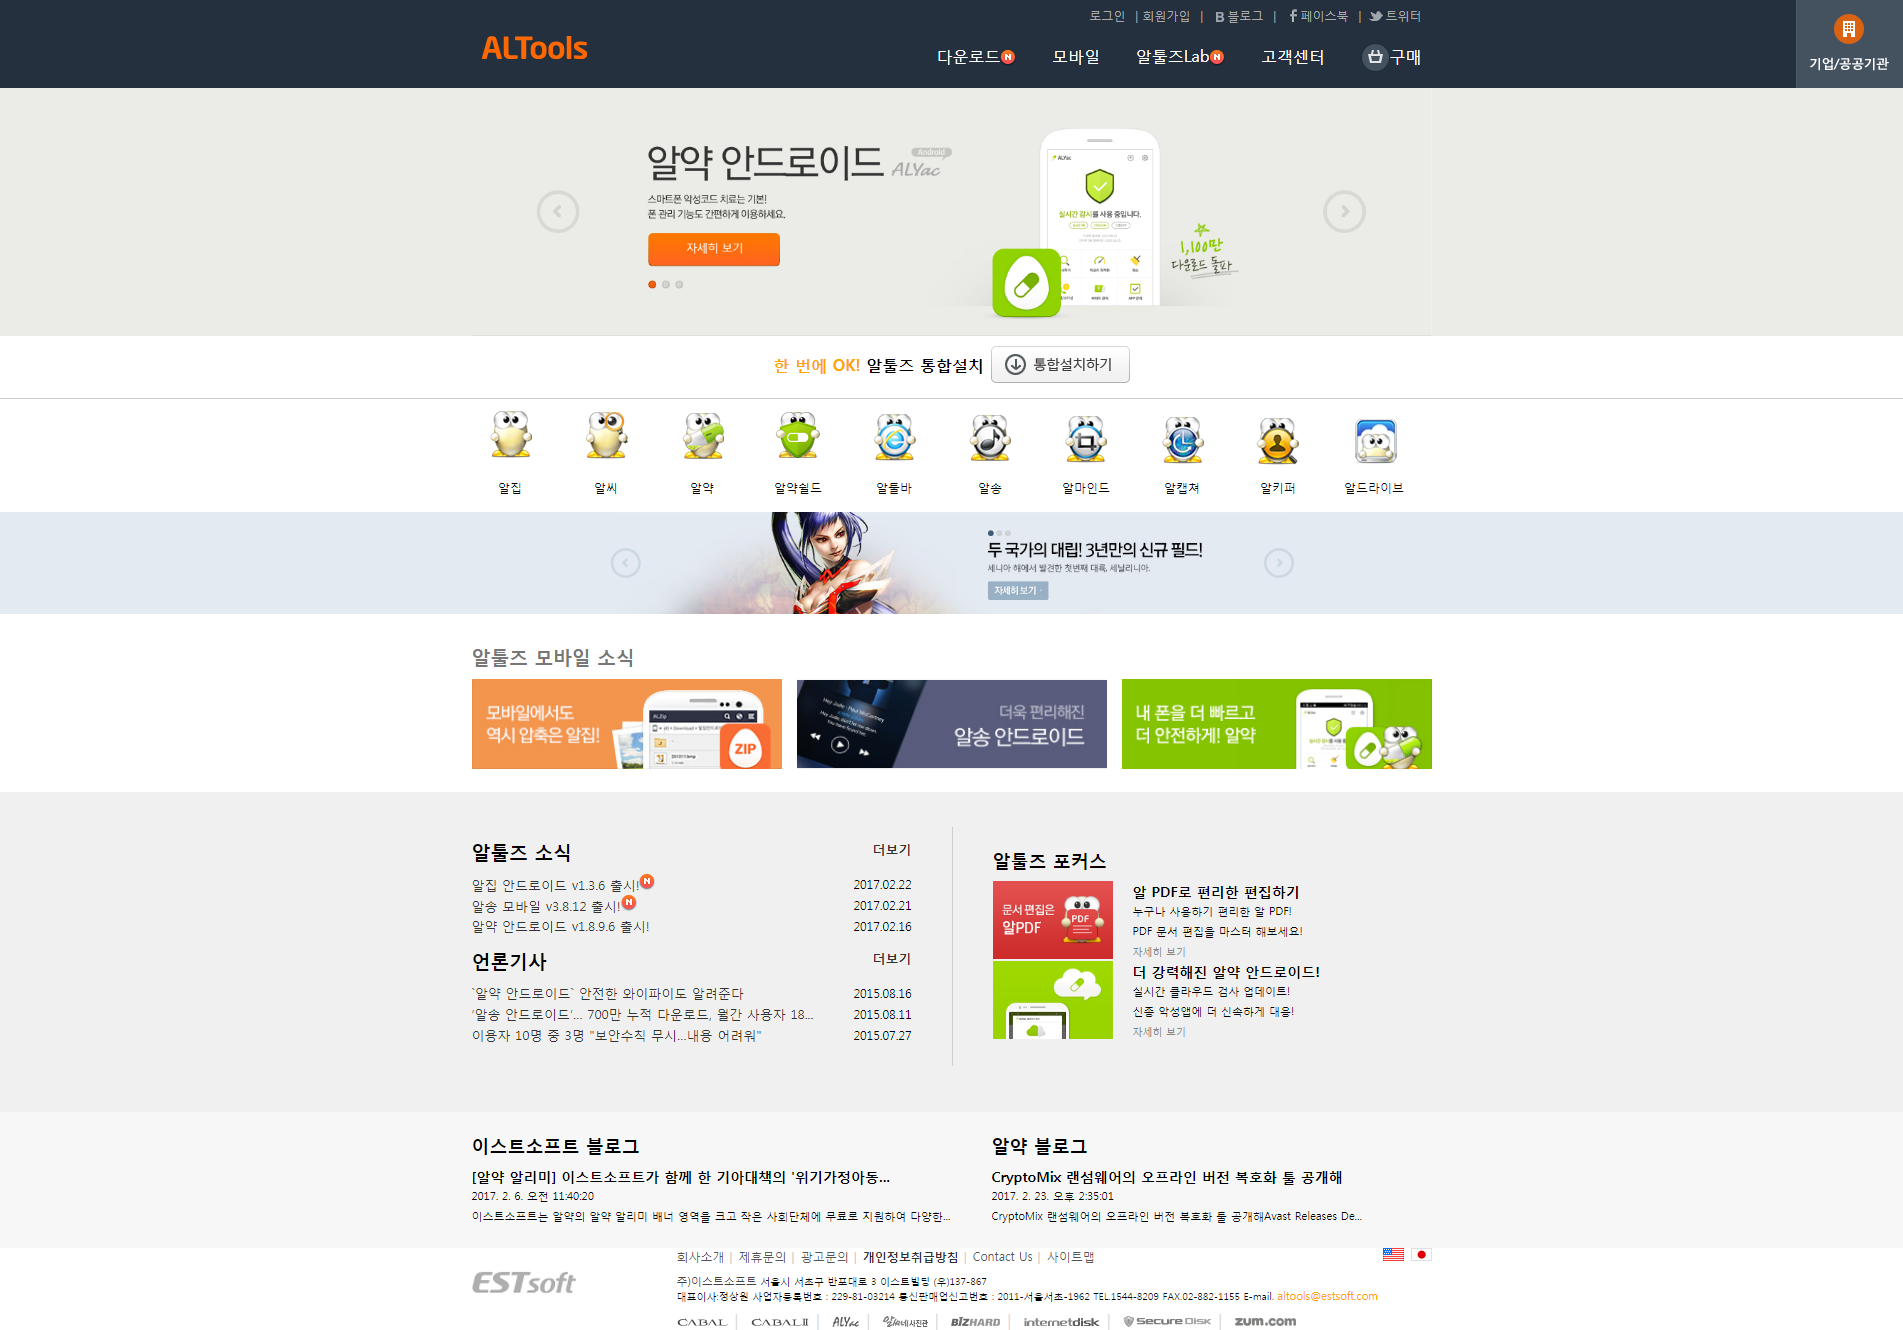 로그인 | 회원가입 | B 블로그 | 페이스북 | 트위터
ALTools
다운로드 N 모바일 알툴즈Lab N 고객센터 구매
기업/공공기관
알약 안드로이드 Android ALYac
스마트폰 악성코드 치료는 기본!
폰 관리 기능도 간편하게 이용하세요.
자세히 보기
ALYac
실시간 감시를 사용 중입니다.
1,100만
다운로드 돌파
한 번에 OK! 알툴즈 통합설치 통합설치하기
알집 알씨 알약 알약쉴드 알툴바 알송 알마인드 알캡쳐 알키퍼 알드라이브
두 국가의 대립! 3년만의 신규 필드!
세니아 해에서 발견한 첫번째 대륙, 세닐리니아.
자세히 보기
알툴즈 모바일 소식
모바일에서도
역시 압축은 알집!
ALZip
ZIP
더욱 편리해진
알송 안드로이드
내 폰을 더 빠르고
더 안전하게! 알약
알툴즈 소식 더보기
알집 안드로이드 v1.3.6 출시! N 2017.02.22
알송 모바일 v3.8.12 출시! N 2017.02.21
알약 안드로이드 v1.8.9.6 출시! 2017.02.16
언론기사 더보기
`알약 안드로이드` 안전한 와이파이도 알려준다 2015.08.16
'알송 안드로이드'... 700만 누적 다운로드, 월간 사용자 18... 2015.08.11
이용자 10명 중 3명 "보안수칙 무시...내용 어려워" 2015.07.27
알툴즈 포커스
문서 편집은
알PDF
PDF
알 PDF로 편리한 편집하기
누구나 사용하기 편리한 알 PDF!
PDF 문서 편집을 마스터 해보세요!
자세히 보기
더 강력해진 알약 안드로이드!
실시간 클라우드 검사 업데이트!
신종 악성앱에 더 신속하게 대응!
자세히 보기
이스트소프트 블로그
[알약 알리미] 이스트소프트가 함께 한 기아대책의 '위기가정아동...
2017. 2. 6. 오전 11:40:20
이스트소프트는 알약의 알약 알리미 배너 영역을 크고 작은 사회단체에 무료로 지원하여 다양한...
알약 블로그
CryptoMix 랜섬웨어의 오프라인 버전 복호화 툴 공개해
2017. 2. 23. 오후 2:35:01
CryptoMix 랜섬웨어의 오프라인 버전 복호화 툴 공개해Avast Releases De...
회사소개 | 제휴문의 | 광고문의 | 개인정보취급방침 | Contact Us | 사이트맵
ESTsoft
주)이스트소프트 서울시 서초구 반포대로 3 이스트빌딩 (우)137-867
대표이사:정상원 사업자등록번호 : 229-81-03214 통신판매업신고번호 : 2011-서울서초-1962 TEL.1544-8209 FAX.02-882-1155 E-mail. altools@estsoft.com
CABAL | CABAL II | ALYac | 알씨네사진관 | BIZHARD | internetdisk | SECURE DISK | zum.com